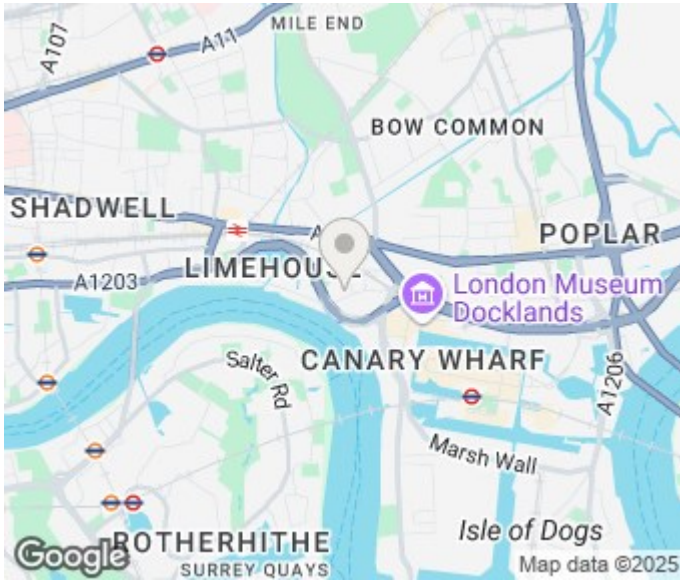 MILE END
A107
A11
BOW COMMON
SHADWELL
POPLAR
LIMEHOUSE
A1203
London Museum
Docklands
CANARY WHARF
Salter Rd
A1206
Marsh Wall
ROTHERHITHE
Isle of Dogs
SURREY QUAYS
Google
Map data ©2025